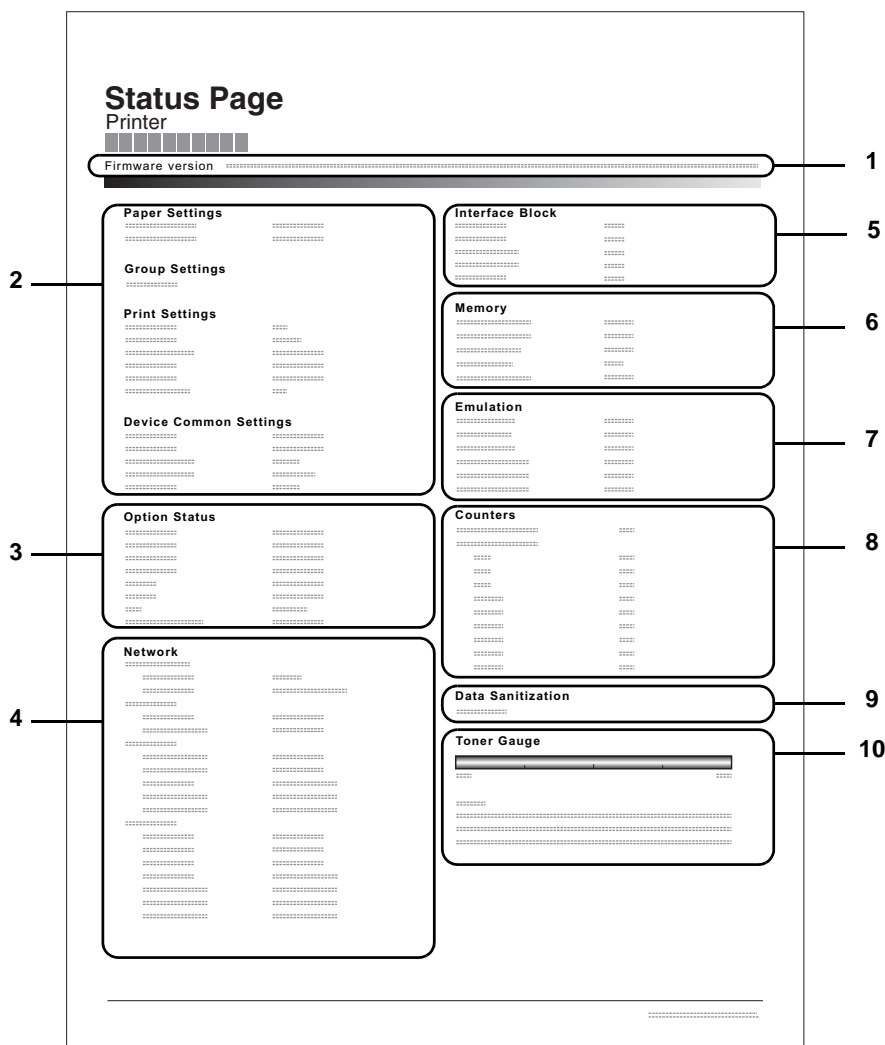 Status Page
Printer
Firmware version
1
Paper Settings
Group Settings
Print Settings
Device Common Settings
2
Option Status
3
Network
4
Interface Block
5
Memory
6
Emulation
7
Counters
8
Data Sanitization
9
Toner Gauge
10